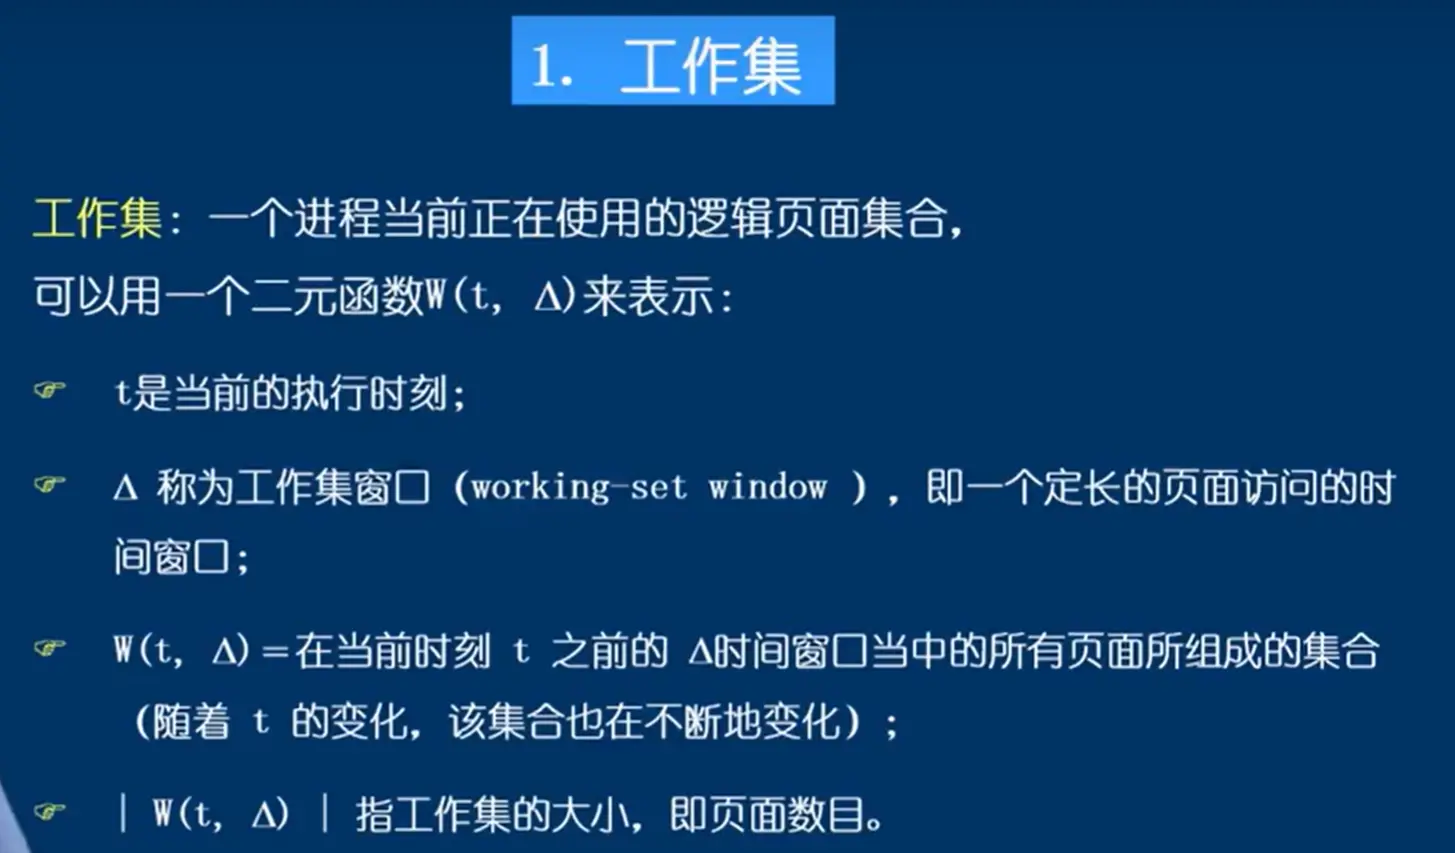 1. 工作集
工作集：一个进程当前正在使用的逻辑页面集合，
可以用一个二元函数W(t, Δ)来表示：
☞ t是当前的执行时刻；
☞ Δ 称为工作集窗口（working-set window ），即一个定长的页面访问的时
间窗口；
☞ W(t, Δ)＝在当前时刻 t 之前的 Δ时间窗口当中的所有页面所组成的集合
（随着 t 的变化，该集合也在不断地变化）；
☞ | W(t, Δ) | 指工作集的大小，即页面数目。